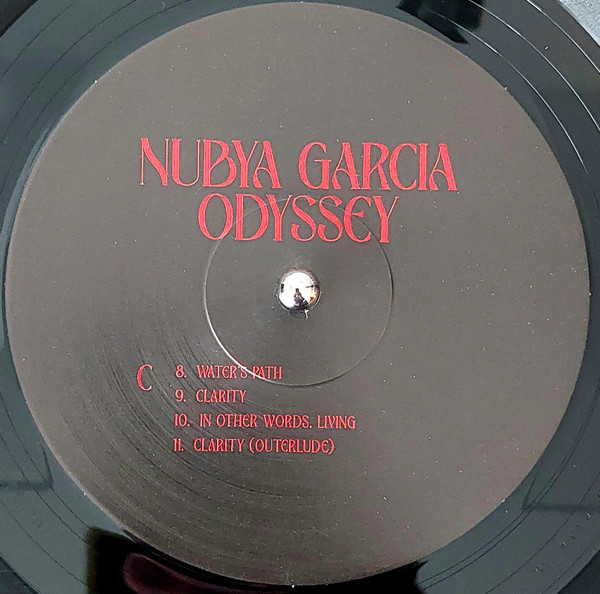 NUBYA GARCIA
ODYSSEY
C 8. WATER'S PATH
9. CLARITY
10. IN OTHER WORDS, LIVING
11. CLARITY (OUTERLUDE)